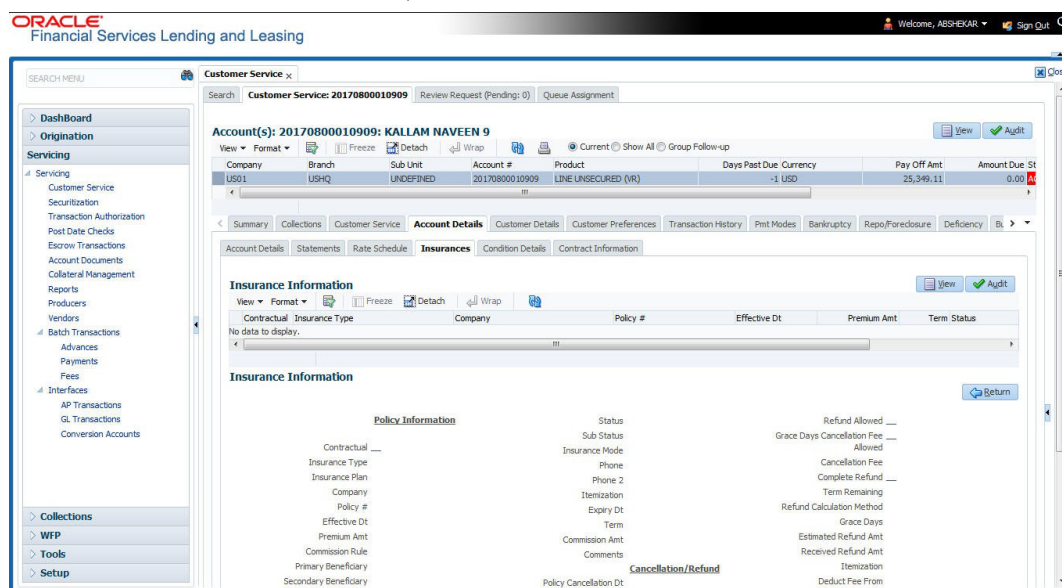 ORACLE®
Financial Services Lending and Leasing
Welcome, ABSHEKAR
Sign Out
SEARCH MENU
DashBoard
Origination
Servicing
Servicing
Customer Service
Securitization
Transaction Authorization
Post Date Checks
Escrow Transactions
Account Documents
Collateral Management
Reports
Producers
Vendors
Batch Transactions
Advances
Payments
Fees
Interfaces
AP Transactions
GL Transactions
Conversion Accounts
Collections
WFP
Tools
Setup
Customer Service x
Clos
Search Customer Service: 20170800010909 Review Request (Pending: 0) Queue Assignment
Account(s): 20170800010909: KALLAM NAVEEN 9
View Audit
View Format Freeze Detach Wrap Current Show All Group Follow-up
Company Branch Sub Unit Account # Product Days Past Due Currency Pay Off Amt Amount Due St
US01 USHQ UNDEFINED 20170800010909 LINE UNSECURED (VR) -1 USD 25,349.11 0.00
Summary Collections Customer Service Account Details Customer Details Customer Preferences Transaction History Pmt Modes Bankruptcy Repo/Foreclosure Deficiency
Account Details Statements Rate Schedule Insurances Condition Details Contract Information
Insurance Information
View Audit
View Format Freeze Detach Wrap
Contractual Insurance Type Company Policy # Effective Dt Premium Amt Term Status
No data to display.
Insurance Information
Return
Policy Information
Contractual
Insurance Type
Insurance Plan
Company
Policy #
Effective Dt
Premium Amt
Commission Rule
Primary Beneficiary
Secondary Beneficiary
Status
Sub Status
Insurance Mode
Phone
Phone 2
Itemization
Expiry Dt
Term
Commission Amt
Comments
Cancellation/Refund
Policy Cancellation Dt
Refund Allowed
Grace Days Cancellation Fee
Allowed
Cancellation Fee
Complete Refund
Term Remaining
Refund Calculation Method
Grace Days
Estimated Refund Amt
Received Refund Amt
Itemization
Deduct Fee From